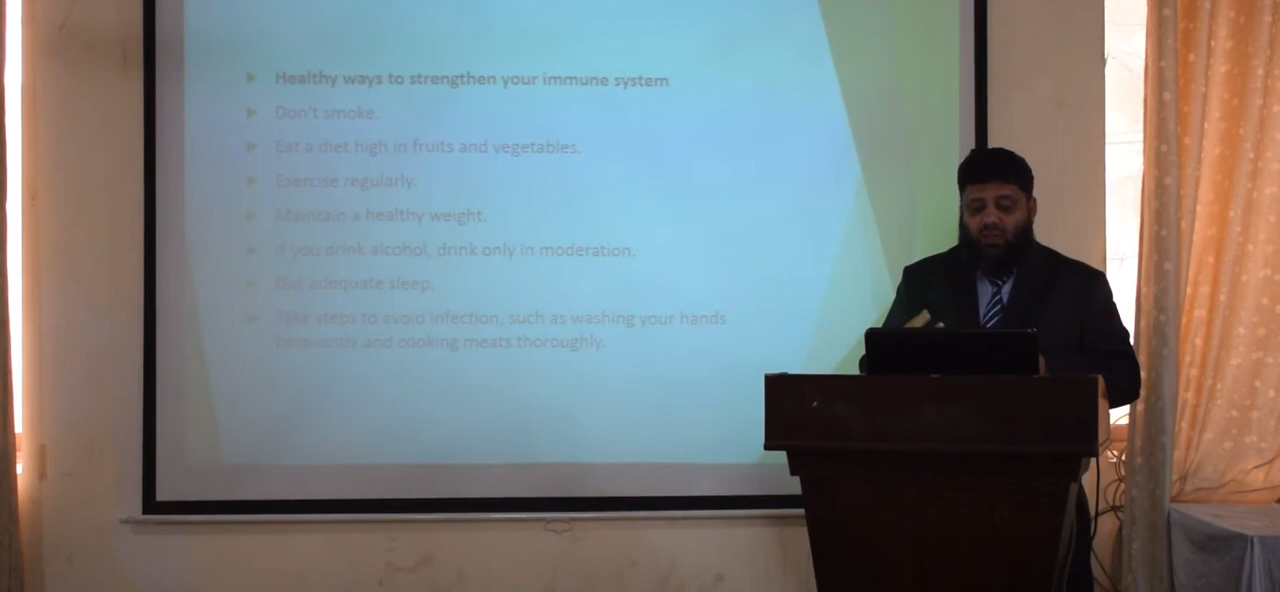 Healthy ways to strengthen your immune system
Don't smoke.
Eat a diet high in fruits and vegetables.
Exercise regularly.
Maintain a healthy weight.
If you drink alcohol, drink only in moderation.
Get adequate sleep.
Take steps to avoid infection, such as washing your hands
frequently and cooking meats thoroughly.